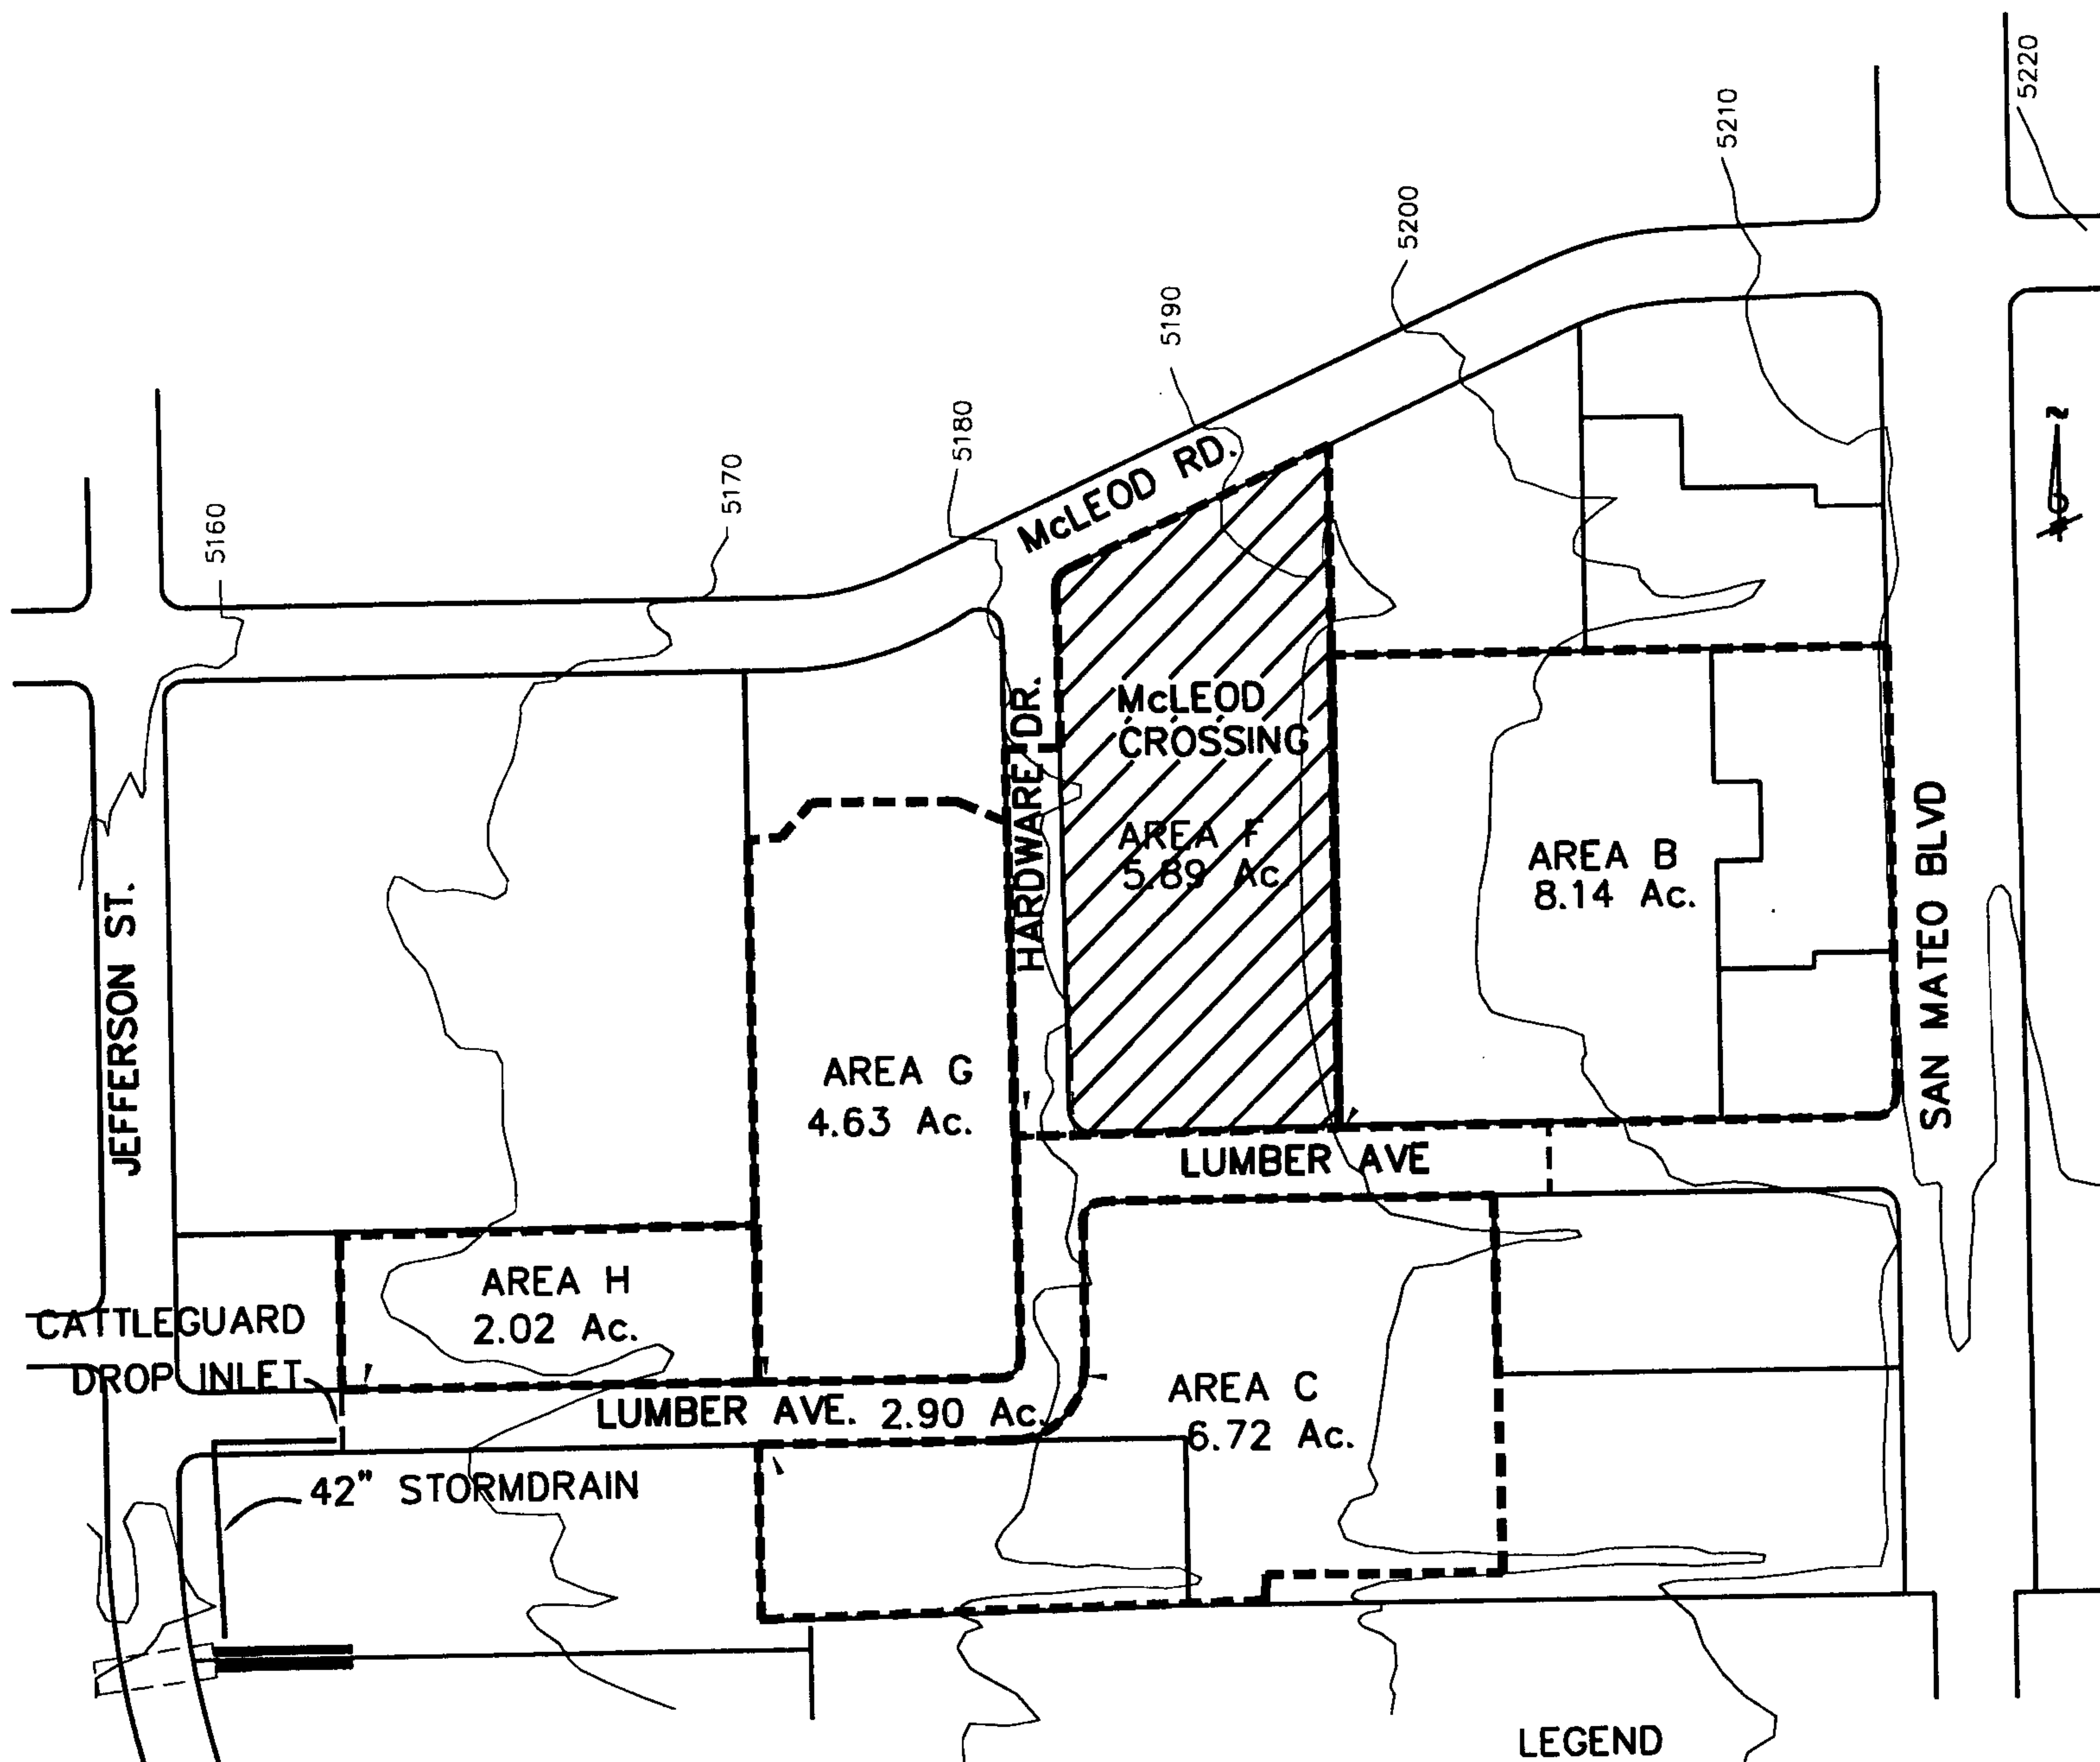 5220
5210
5200
5190
5180
5170
5160
N
McLEOD RD.
McLEOD
CROSSING
HARDWARE DR.
AREA F
5.89 Ac.
AREA B
8.14 Ac.
SAN MATEO BLVD
JEFFERSON ST.
AREA G
4.63 Ac.
LUMBER AVE
AREA H
2.02 Ac.
CATTLEGUARD
DROP INLET
LUMBER AVE. 2.90 Ac.
AREA C
6.72 Ac.
42" STORMDRAIN
LEGEND